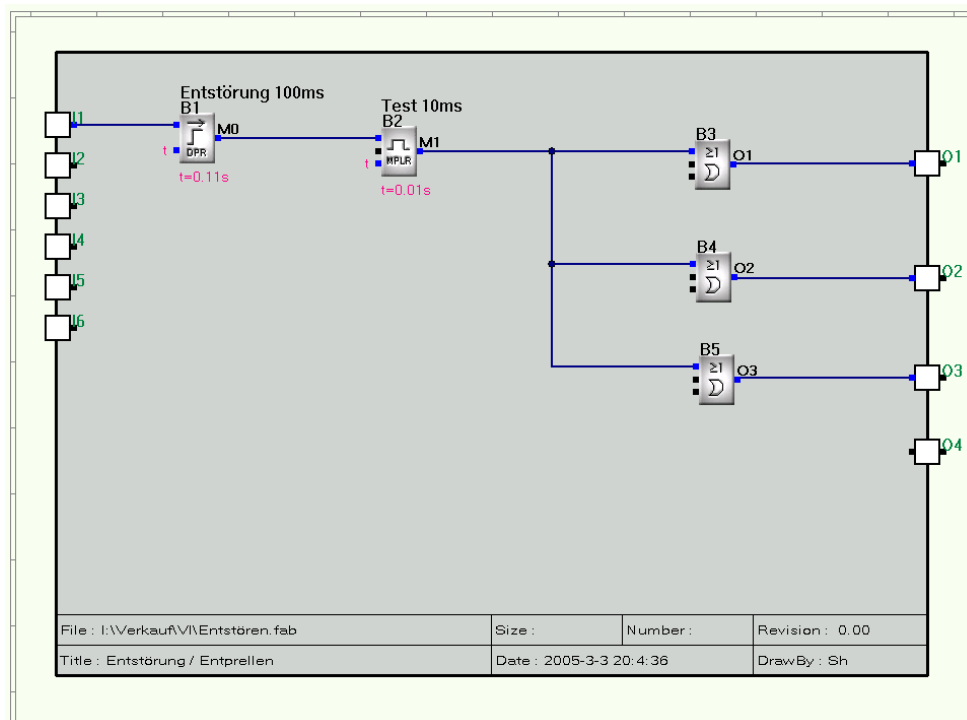 Entstörung 100ms
B1
I1
M0
t
DPR
t=0.11s
Test 10ms
B2
M1
t
MPLR
t=0.01s
B3
≥1
O1
O1
I2
I3
I4
I5
I6
B4
≥1
O2
O2
B5
≥1
O3
O3
O4
File : I:\Verkauf\VI\Entstören.fab
Size :
Number :
Revision : 0.00
Title : Entstörung / Entprellen
Date : 2005-3-3 20:4:36
DrawBy : Sh